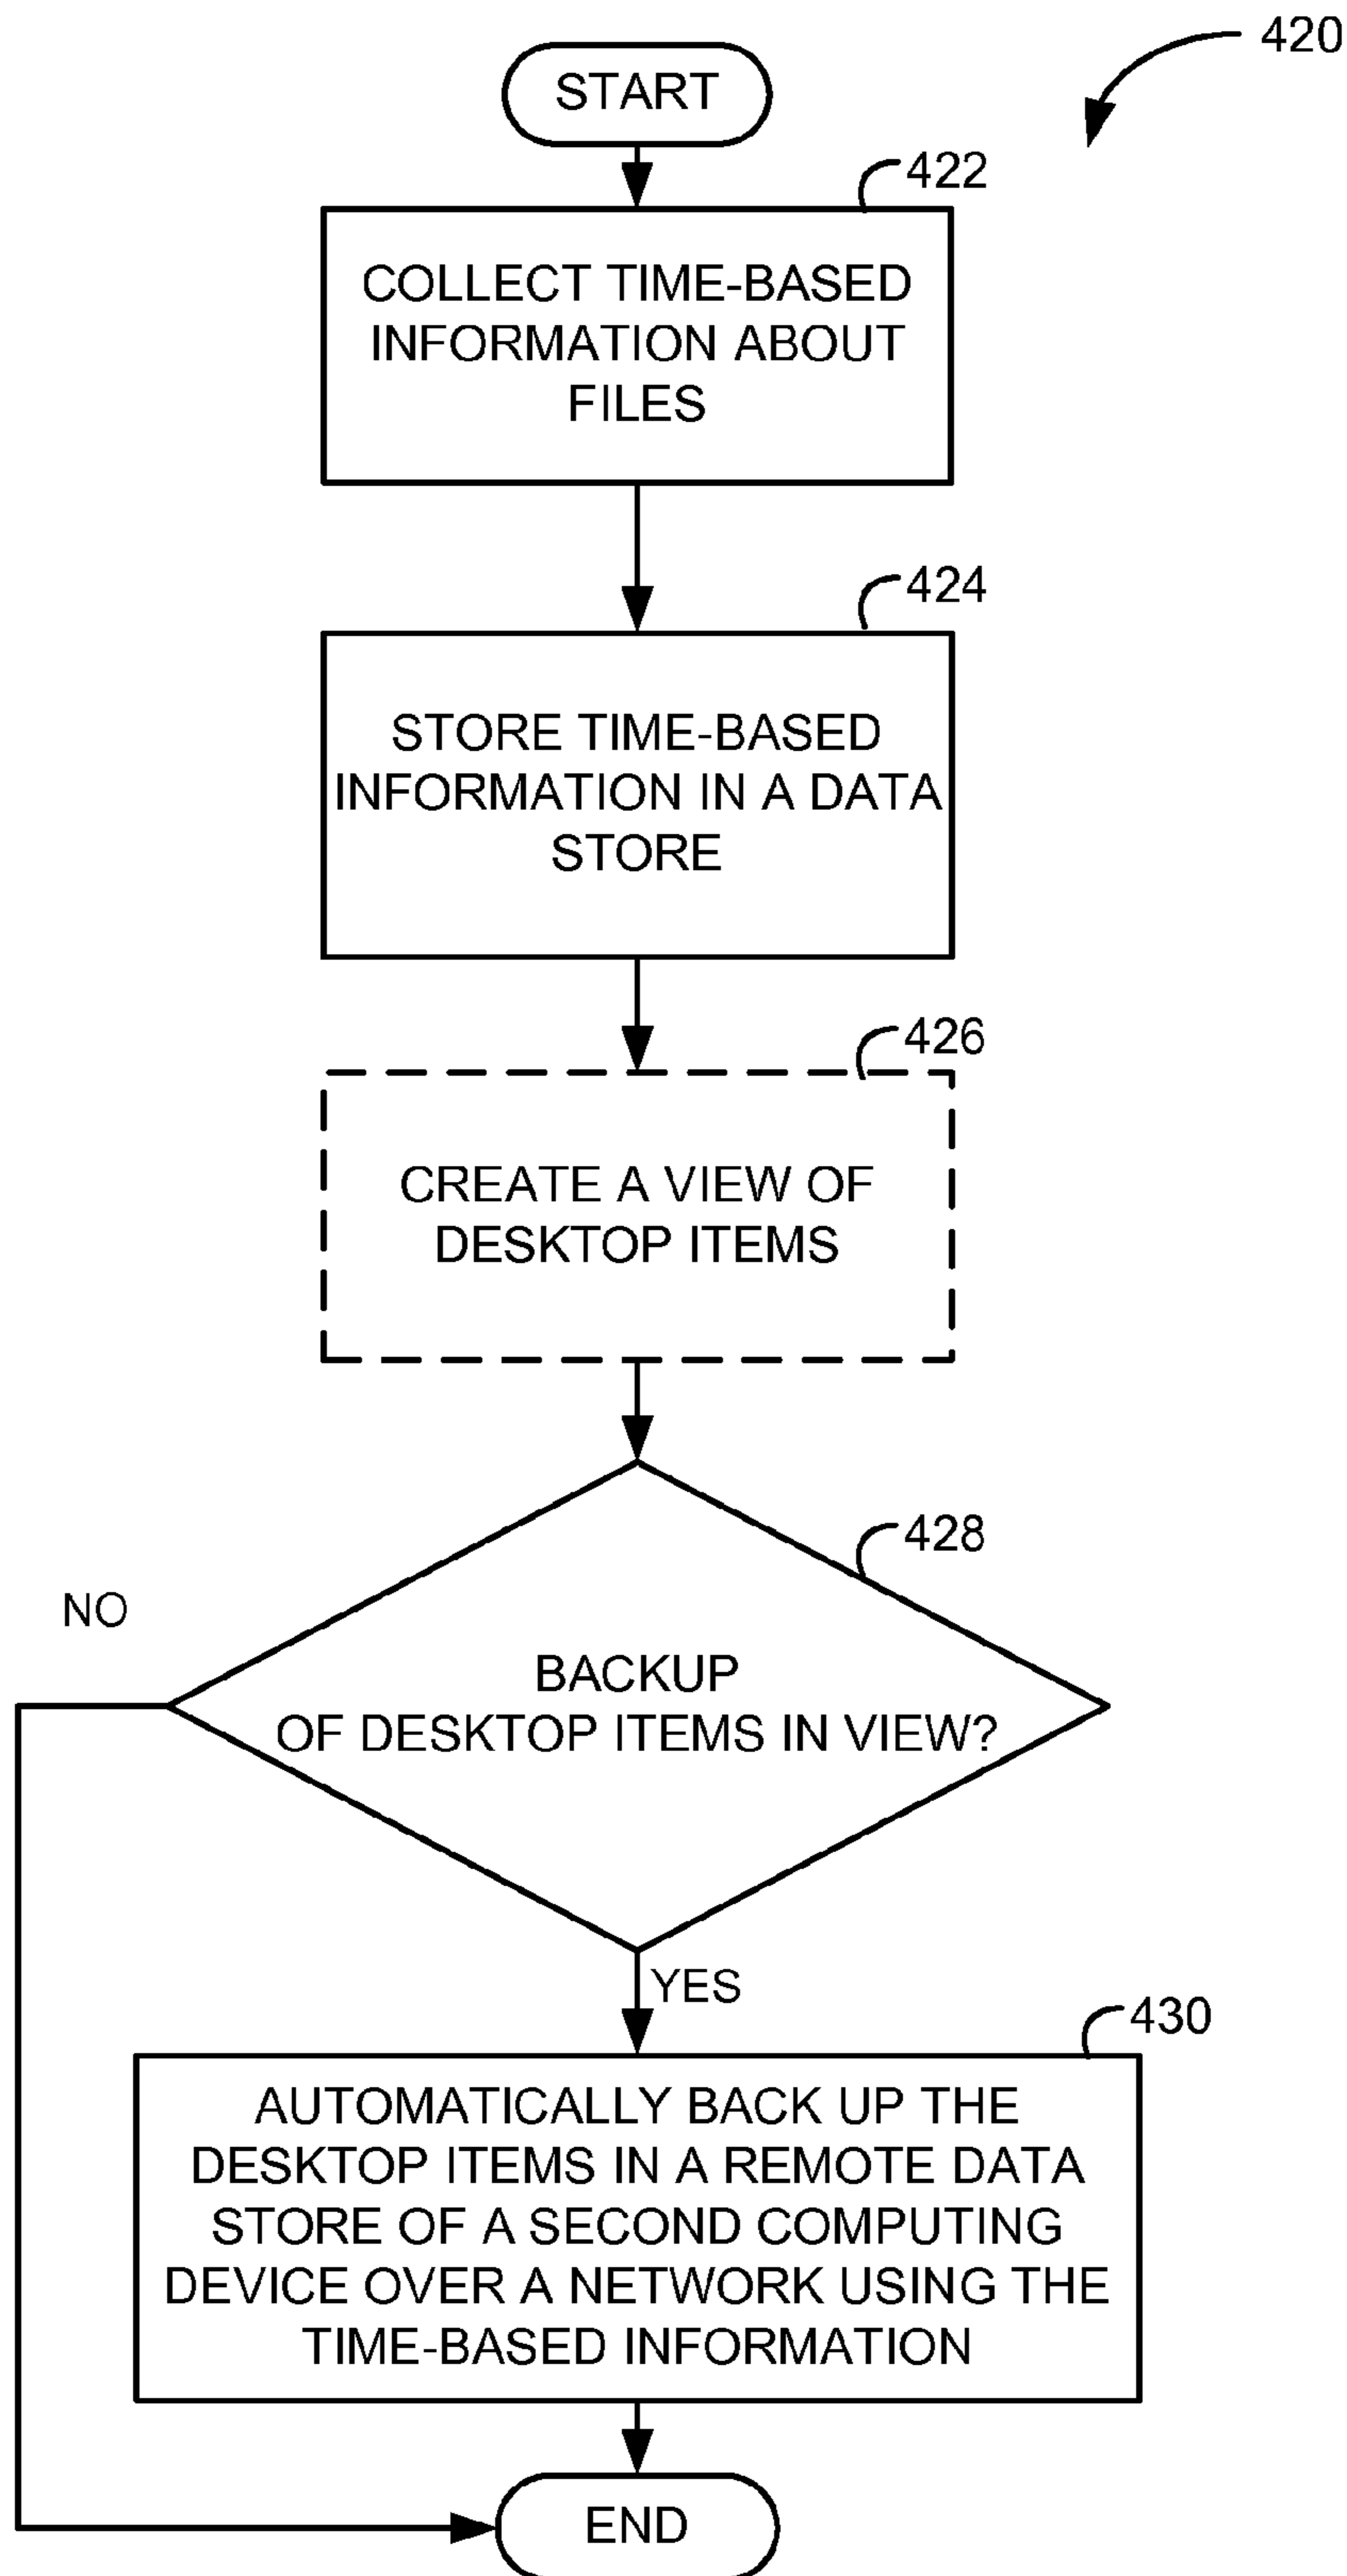 420
START
422
COLLECT TIME-BASED
INFORMATION ABOUT
FILES
424
STORE TIME-BASED
INFORMATION IN A DATA
STORE
426
CREATE A VIEW OF
DESKTOP ITEMS
428
NO
BACKUP
OF DESKTOP ITEMS IN VIEW?
YES
430
AUTOMATICALLY BACK UP THE
DESKTOP ITEMS IN A REMOTE DATA
STORE OF A SECOND COMPUTING
DEVICE OVER A NETWORK USING THE
TIME-BASED INFORMATION
END